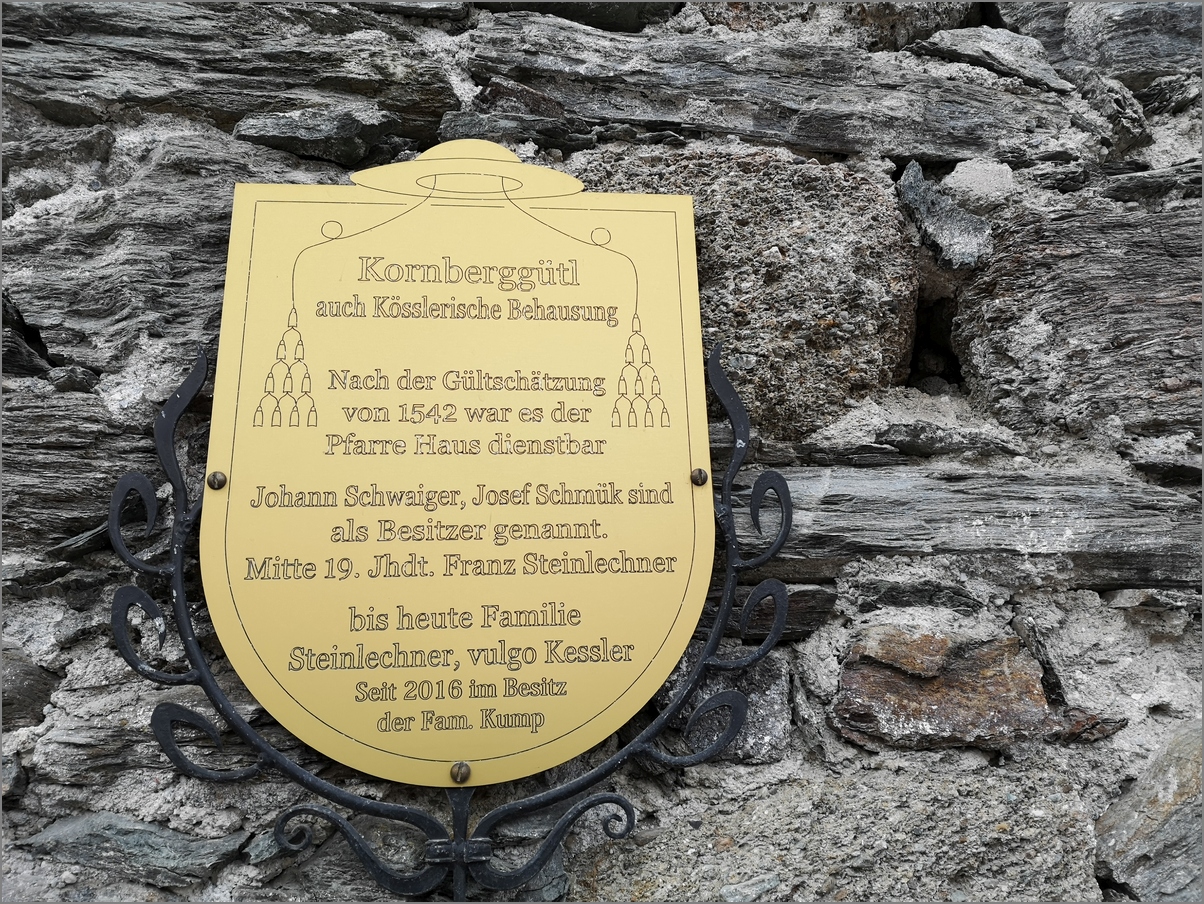 Kornberggütl
auch Kösslerische Behausung
Nach der Gültschätzung
von 1542 war es der
Pfarre Haus dienstbar
Johann Schwaiger, Josef Schmük sind
als Besitzer genannt.
Mitte 19. Jhdt. Franz Steinlechner
bis heute Familie
Steinlechner, vulgo Kessler
Seit 2016 im Besitz
der Fam. Kump